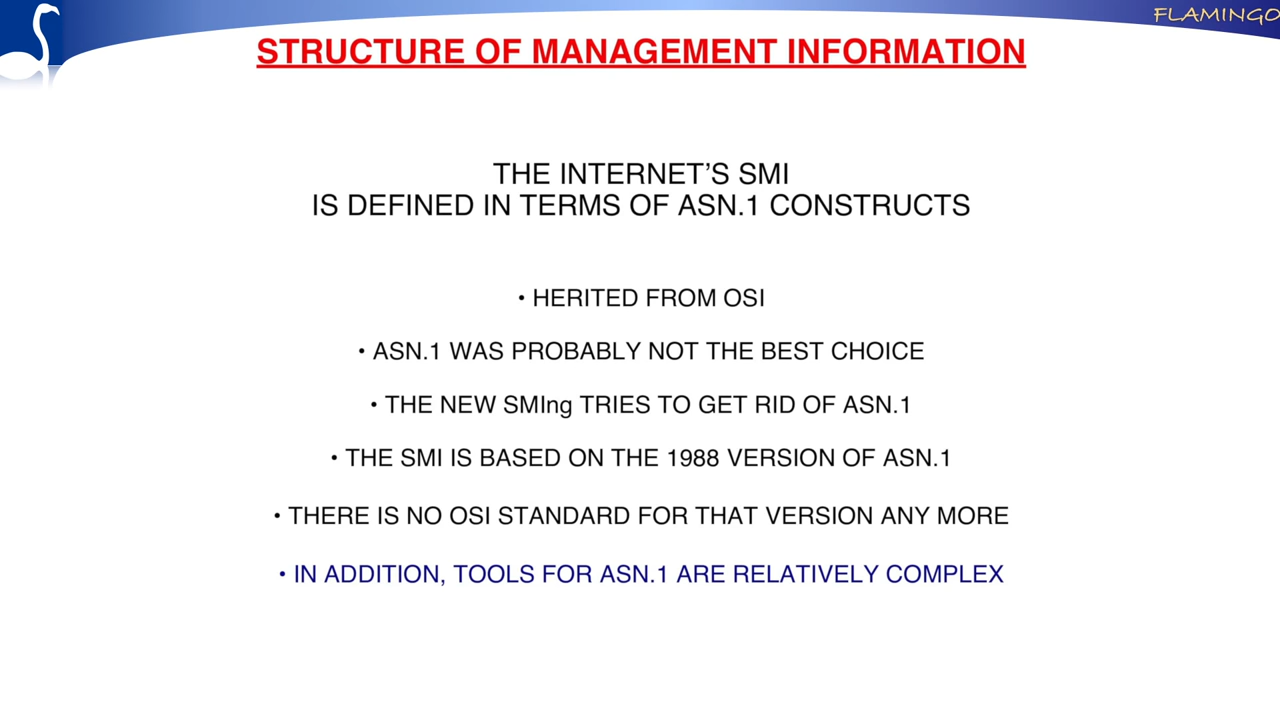 FLAMINGO
STRUCTURE OF MANAGEMENT INFORMATION
THE INTERNET’S SMI
IS DEFINED IN TERMS OF ASN.1 CONSTRUCTS
• HERITED FROM OSI
• ASN.1 WAS PROBABLY NOT THE BEST CHOICE
• THE NEW SMIng TRIES TO GET RID OF ASN.1
• THE SMI IS BASED ON THE 1988 VERSION OF ASN.1
• THERE IS NO OSI STANDARD FOR THAT VERSION ANY MORE
• IN ADDITION, TOOLS FOR ASN.1 ARE RELATIVELY COMPLEX